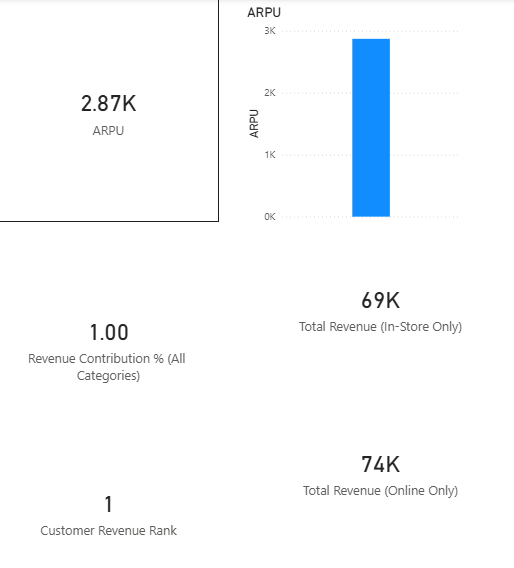 2.87K
ARPU
ARPU
3K
2K
1K
0K
ARPU
69K
Total Revenue (In-Store Only)
1.00
Revenue Contribution % (All
Categories)
74K
Total Revenue (Online Only)
1
Customer Revenue Rank